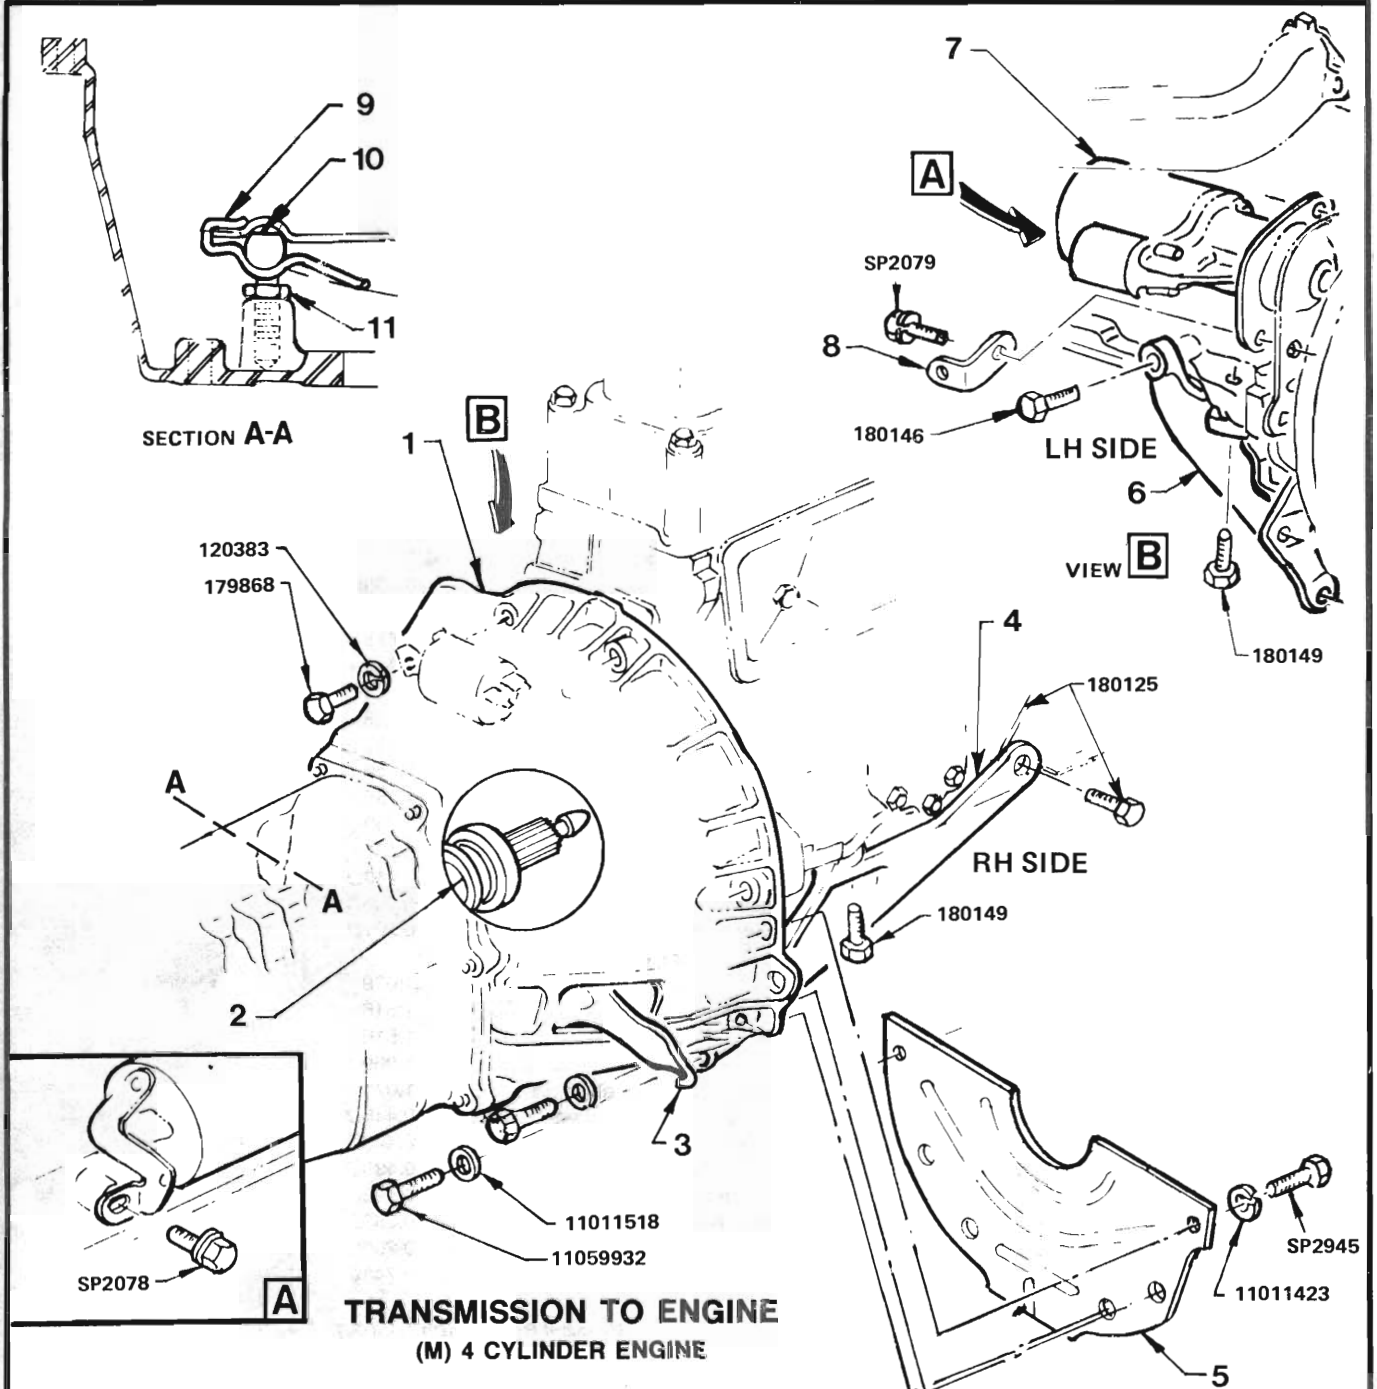 7
9
10
A
SP2079
11
8
SECTION A-A
1
B
180146
LH SIDE
6
120383
179868
VIEW B
4
180149
180125
A
RH SIDE
A
180149
2
3
11011518
11059932
SP2945
SP2078
A
11011423
TRANSMISSION TO ENGINE
(M) 4 CYLINDER ENGINE
5